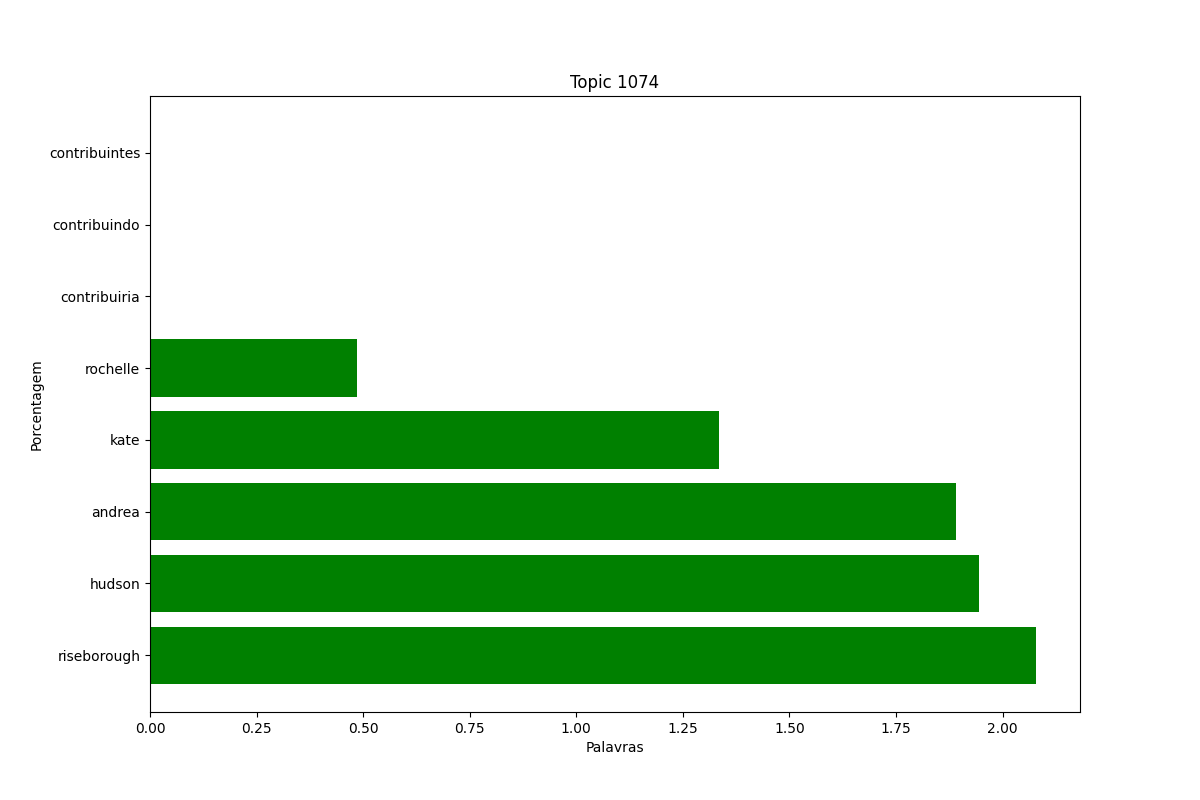 Topic 1074
contribuintes
contribuindo
contribuiria
rochelle
kate
andrea
hudson
riseborough
Porcentagem
0.00 0.25 0.50 0.75 1.00 1.25 1.50 1.75 2.00
Palavras